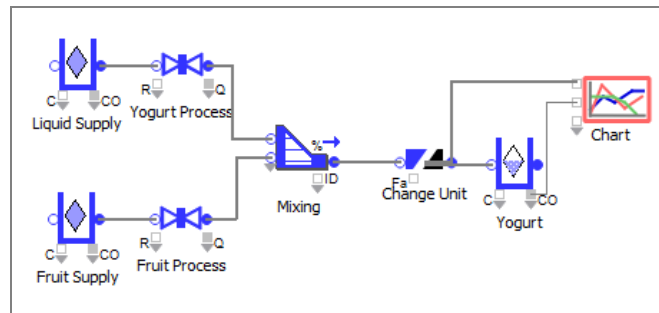 R
Q
C
CO
Yogurt Process
Liquid Supply
%
Chart
ID
Fa
Mixing
Change Unit
C
CO
Yogurt
R
Q
C
CO
Fruit Process
Fruit Supply